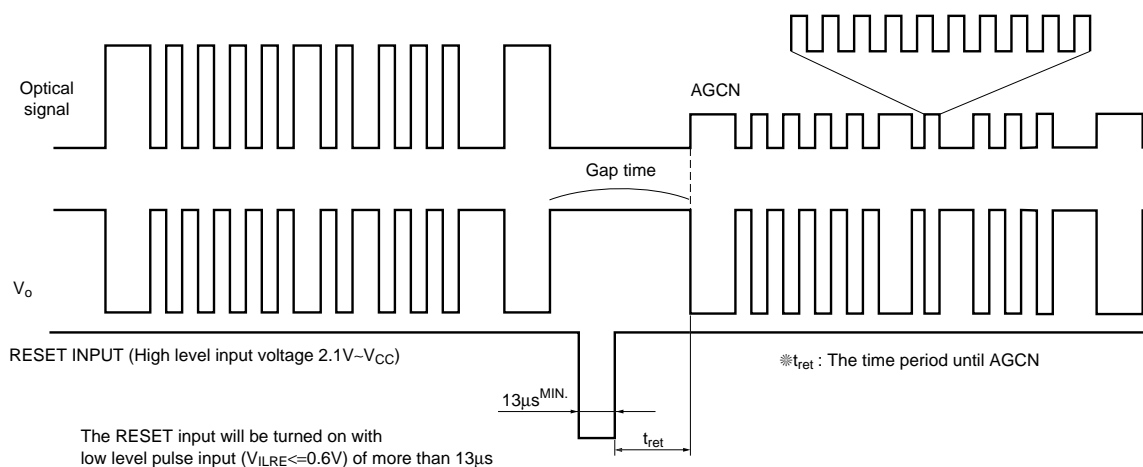 Optical
signal
AGCN
Gap time
Vo
RESET INPUT (High level input voltage 2.1V~VCC)
※tret : The time period until AGCN
13μsMIN.
tret
The RESET input will be turned on with
low level pulse input (VILRE<=0.6V) of more than 13μs